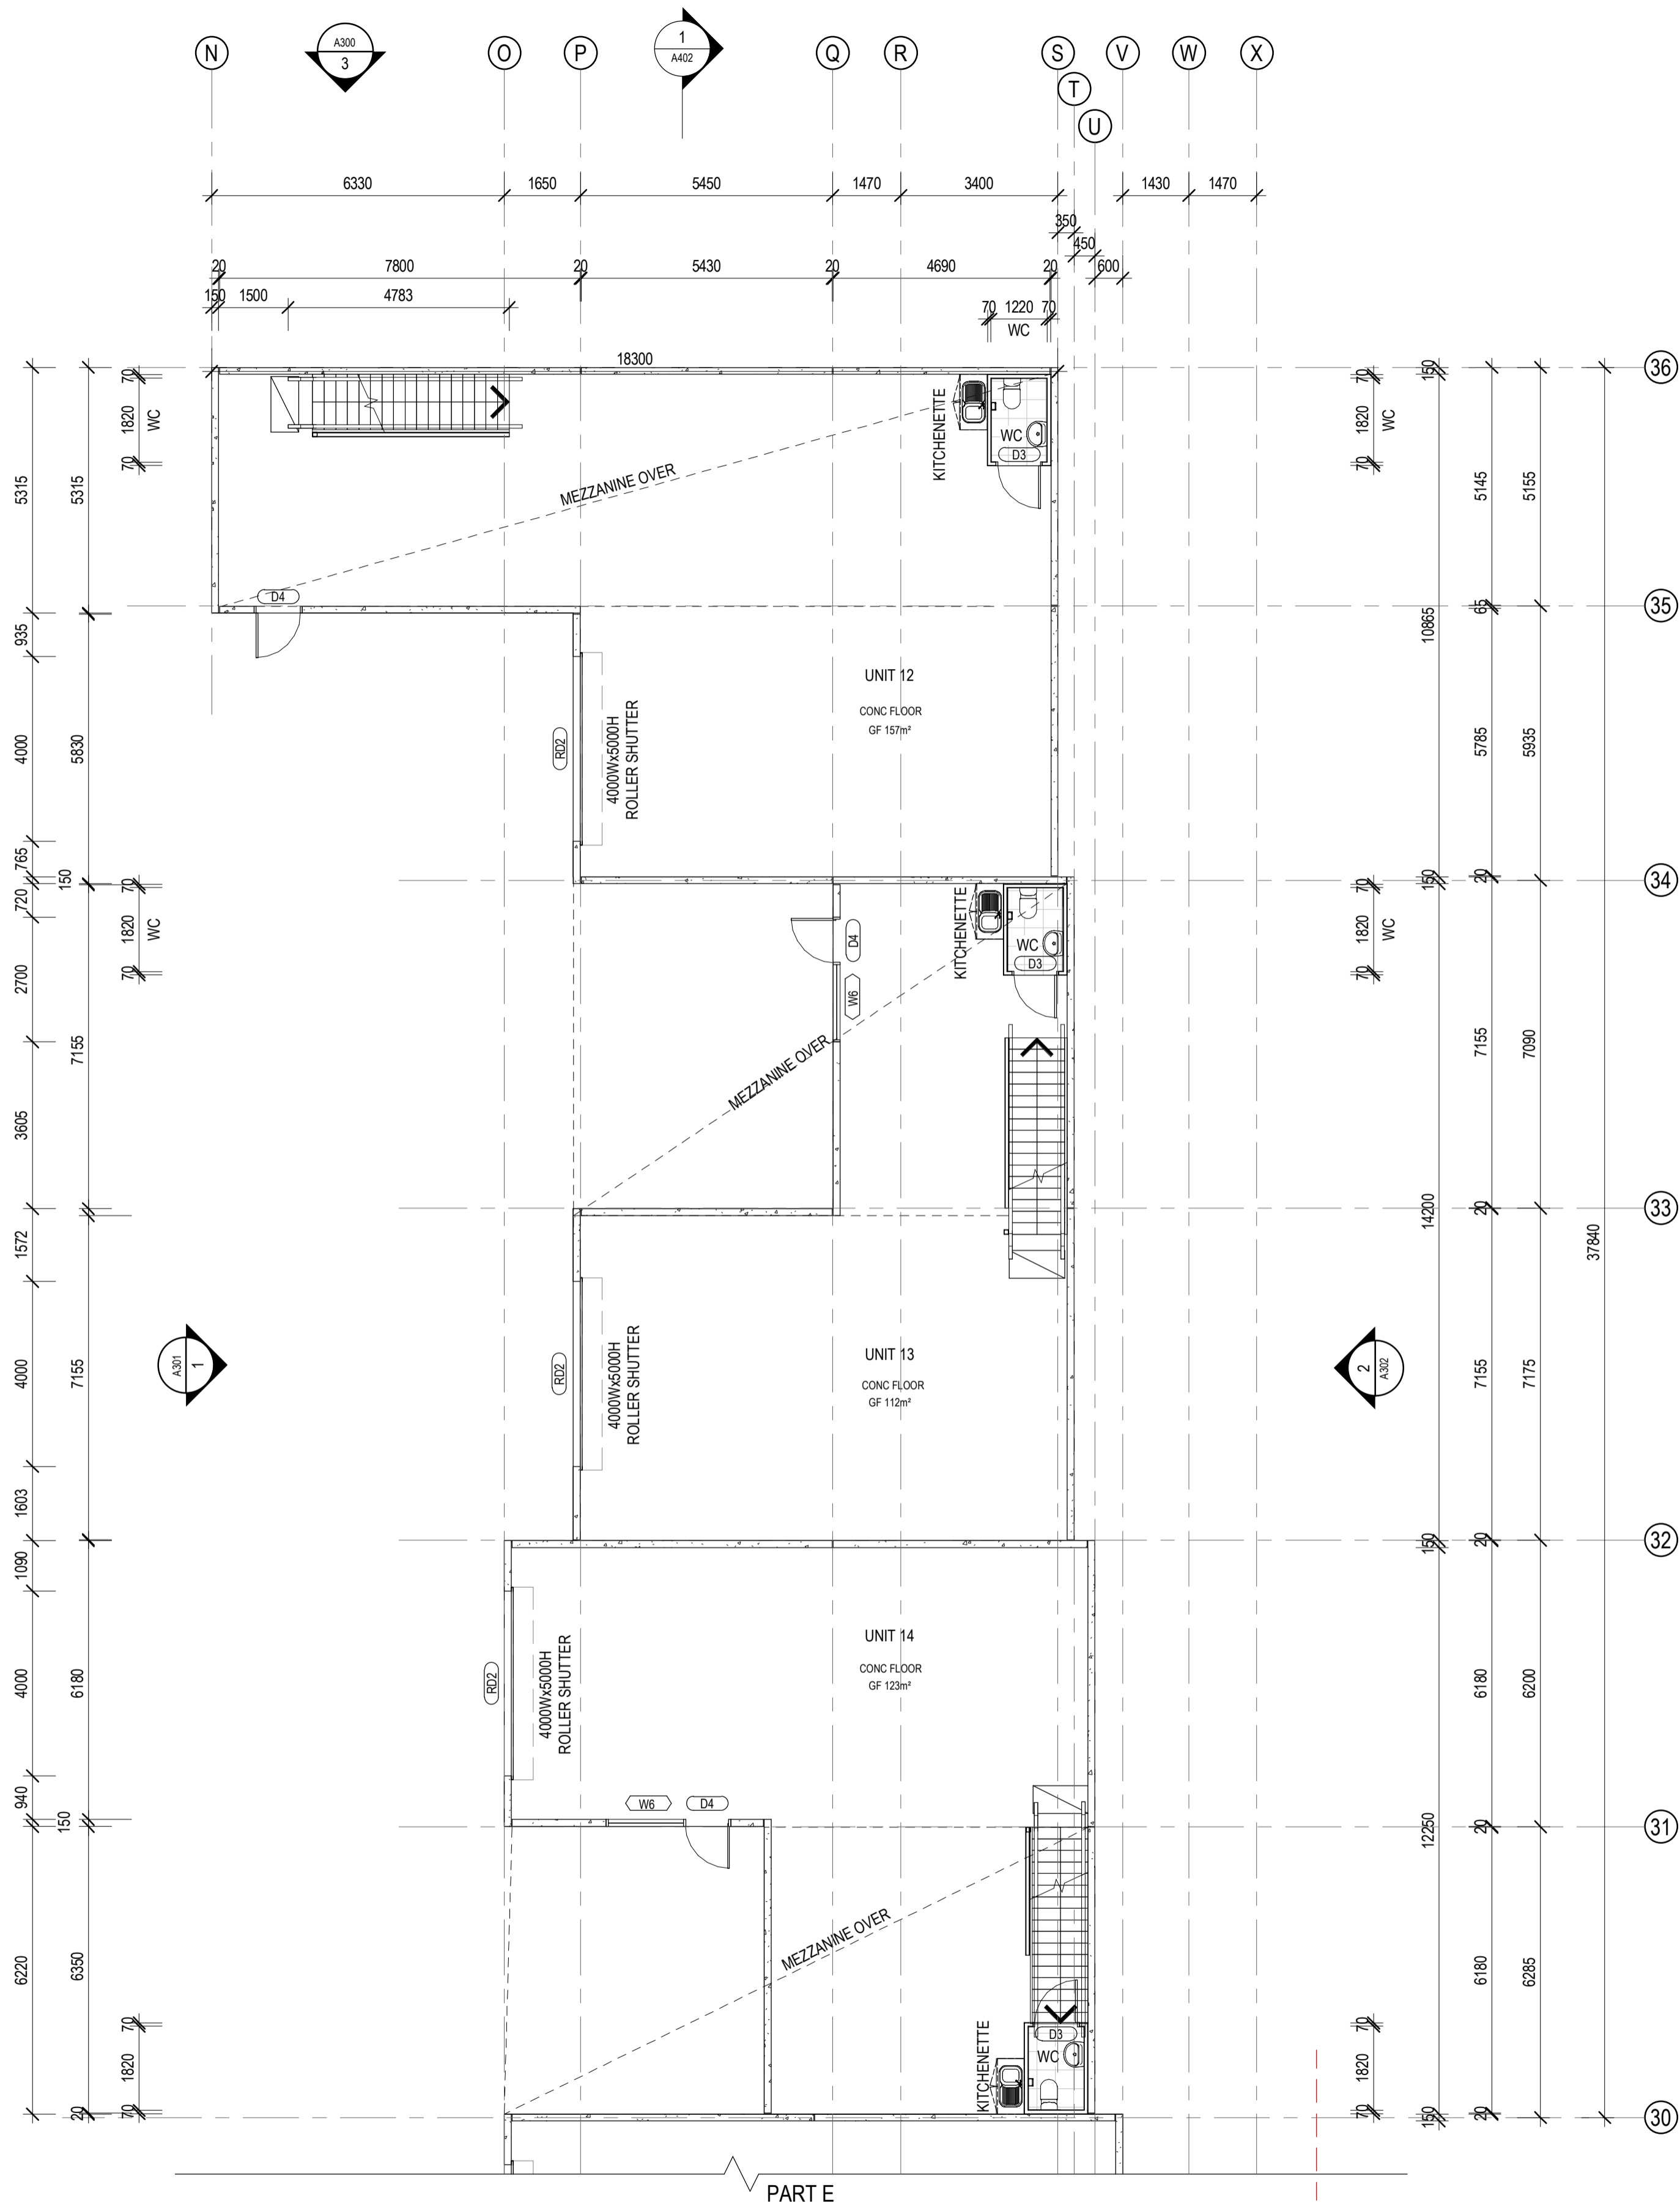 N
A300
3
O
P
1
A402
Q
R
S
T
U
V
W
X
6330
1650
5450
1470
3400
1430
1470
350
450
600
20
7800
20
5430
20
4690
20
150
1500
4783
70
1220
70
WC
18300
36
35
34
33
32
31
30
5315
935
4000
765
720
2700
3605
1572
4000
1603
1090
4000
940
6220
5315
5830
150
7155
7155
6180
150
6350
20
70
1820
70
WC
70
1820
70
WC
70
1820
70
MEZZANINE OVER
KITCHENETTE
WC
D3
D4
UNIT 12
CONC FLOOR
GF 157m²
RD2
4000Wx5000H
ROLLER SHUTTER
KITCHENETTE
WC
D3
D4
W6
MEZZANINE OVER
A301
1
RD2
4000Wx5000H
ROLLER SHUTTER
UNIT 13
CONC FLOOR
GF 112m²
2
A302
RD2
4000Wx5000H
ROLLER SHUTTER
UNIT 14
CONC FLOOR
GF 123m²
W6
D4
MEZZANINE OVER
D3
WC
KITCHENETTE
70
1820
70
WC
70
1820
70
WC
70
1820
70
150
10865
150
14200
150
12250
150
5145
65
5785
20
7155
20
7155
20
6180
20
6180
20
5155
5935
7090
7175
6200
6285
37840
PART E